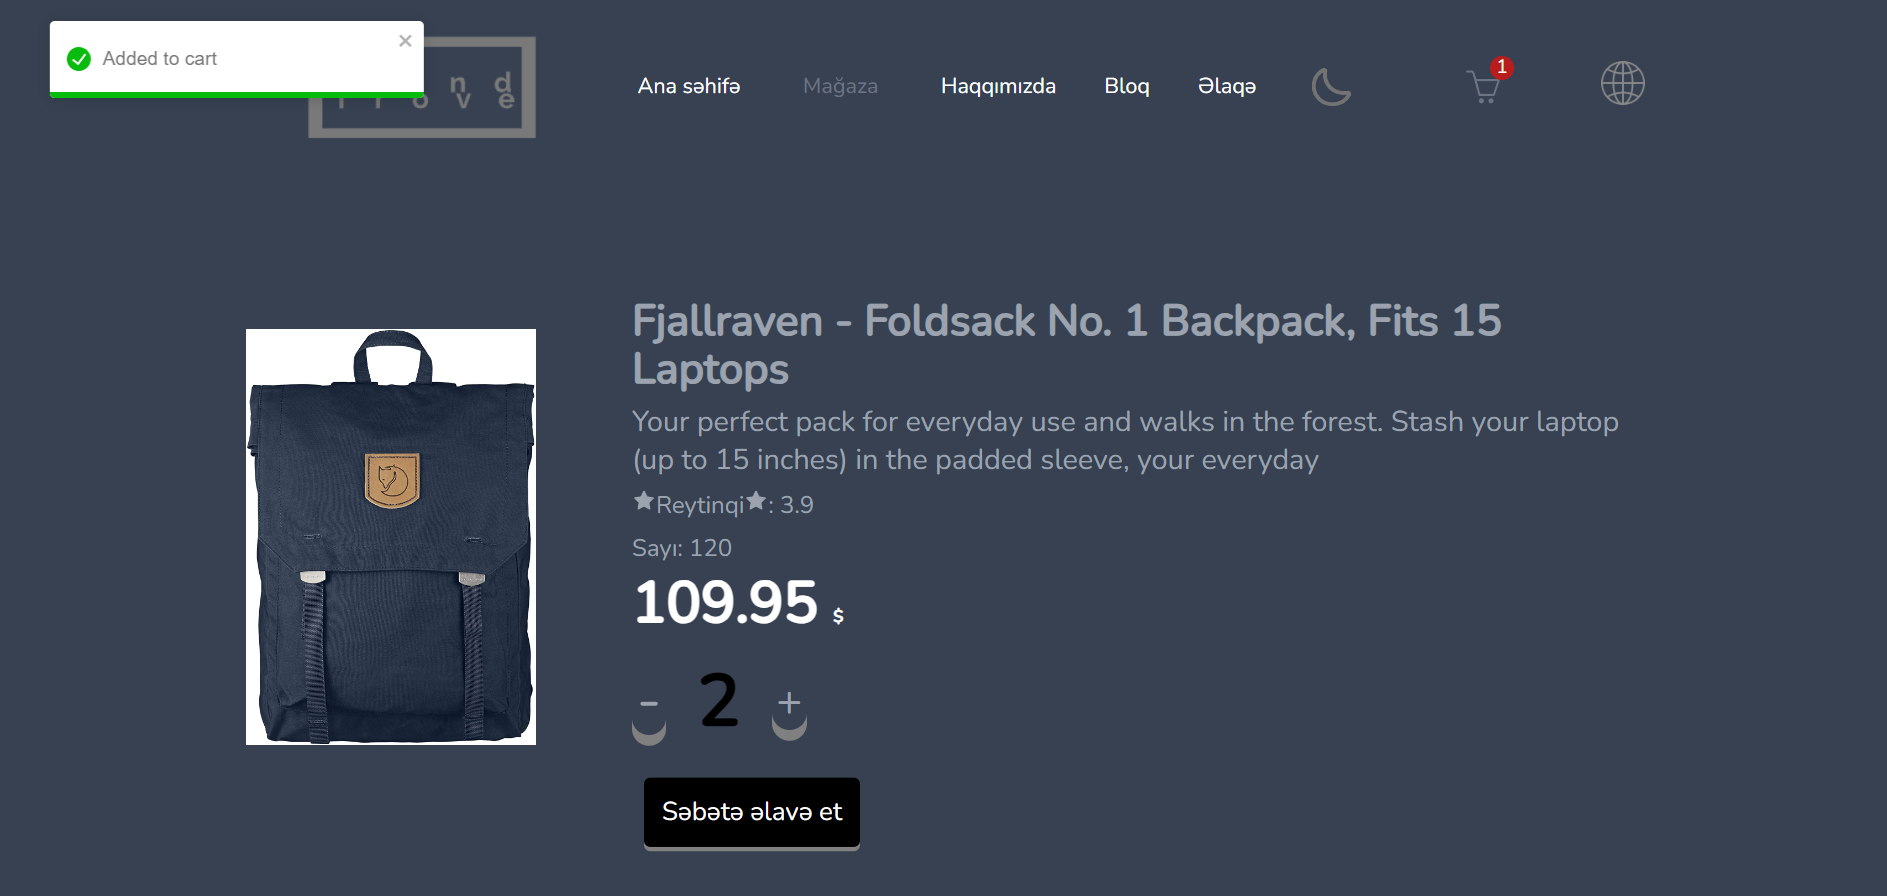 Added to cart
n d
r o v e
Ana səhifə
Mağaza
Haqqımızda
Bloq
Əlaqə
1
Fjallraven - Foldsack No. 1 Backpack, Fits 15
Laptops
Your perfect pack for everyday use and walks in the forest. Stash your laptop
(up to 15 inches) in the padded sleeve, your everyday
Reytinqi: 3.9
Sayı: 120
109.95 $
- 2 +
Səbətə əlavə et